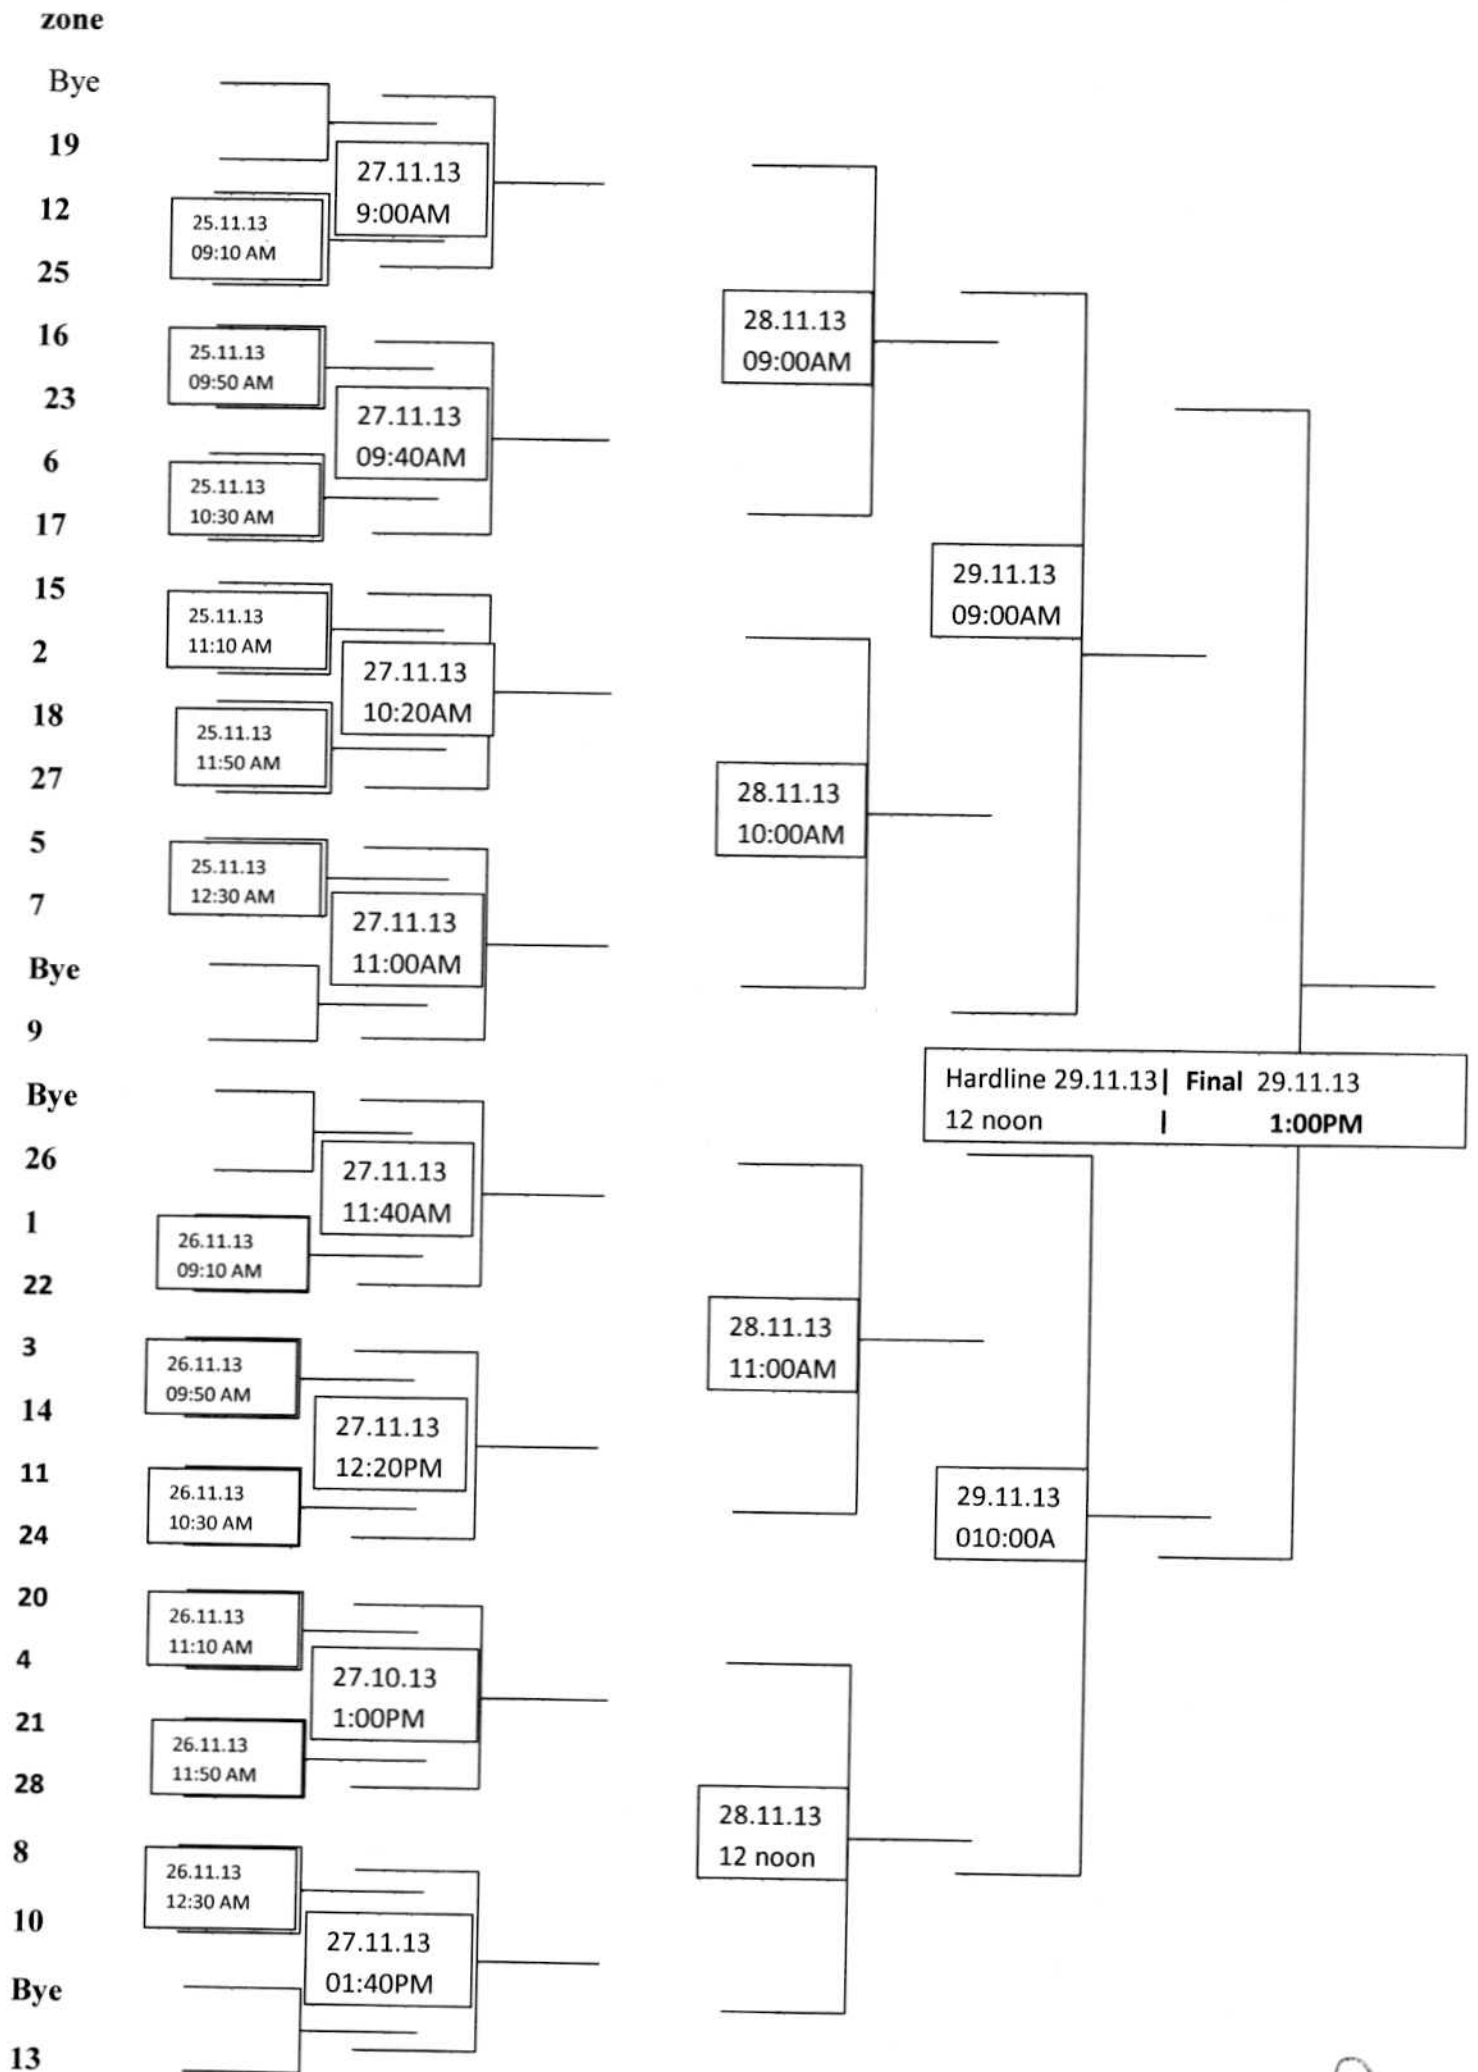 zone
Bye
19
12
25
16
23
6
17
15
2
18
27
5
7
Bye
9
Bye
26
1
22
3
14
11
24
20
4
21
28
8
10
Bye
13
25.11.13
09:10 AM
25.11.13
09:50 AM
25.11.13
10:30 AM
25.11.13
11:10 AM
25.11.13
11:50 AM
25.11.13
12:30 AM
26.11.13
09:10 AM
26.11.13
09:50 AM
26.11.13
10:30 AM
26.11.13
11:10 AM
26.11.13
11:50 AM
26.11.13
12:30 AM
27.11.13
9:00AM
27.11.13
09:40AM
27.11.13
10:20AM
27.11.13
11:00AM
27.11.13
11:40AM
27.11.13
12:20PM
27.10.13
1:00PM
27.11.13
01:40PM
28.11.13
09:00AM
28.11.13
10:00AM
28.11.13
11:00AM
28.11.13
12 noon
29.11.13
09:00AM
29.11.13
010:00A
Hardline 29.11.13| Final 29.11.13
12 noon | 1:00PM